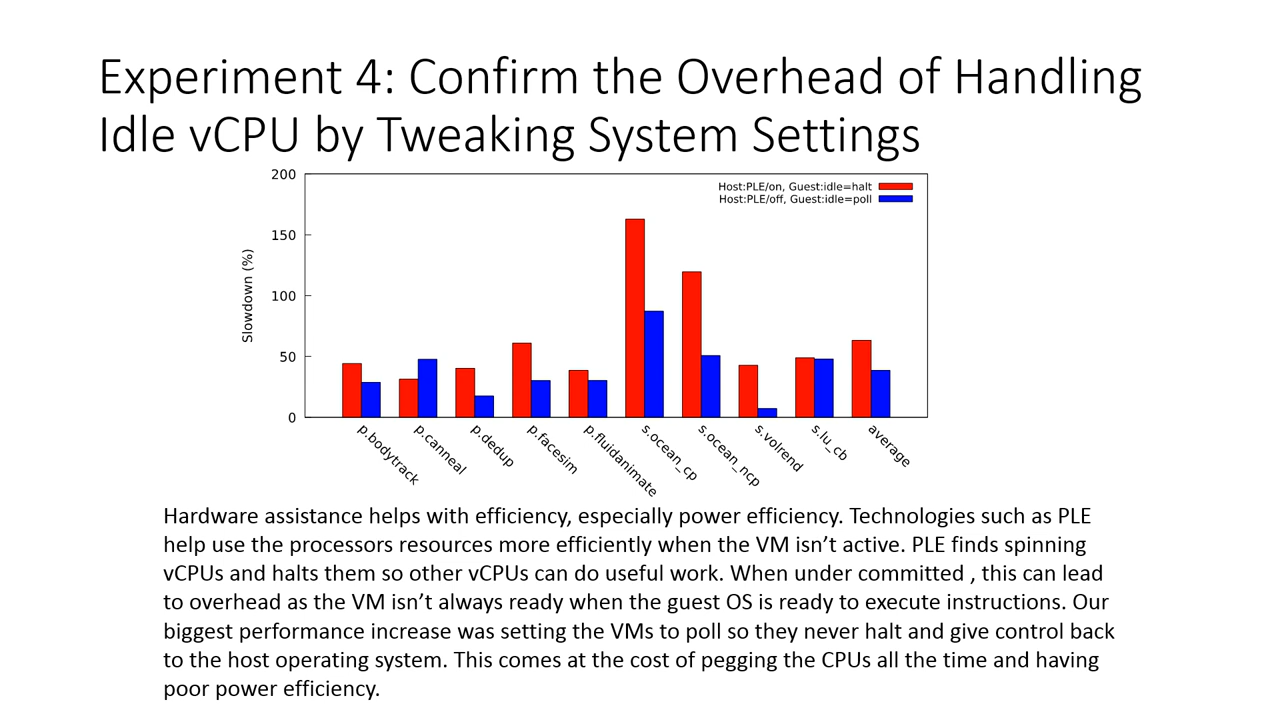 Experiment 4: Confirm the Overhead of Handling
Idle vCPU by Tweaking System Settings
200
150
100
50
0
Slowdown (%)
Host:PLE/on, Guest:idle=halt
Host:PLE/off, Guest:idle=poll
p.bodytrack
p.canneal
p.dedup
p.facesim
p.fluidanimate
s.ocean_cp
s.ocean_ncp
s.volrend
s.lu_cb
average
Hardware assistance helps with efficiency, especially power efficiency. Technologies such as PLE
help use the processors resources more efficiently when the VM isn’t active. PLE finds spinning
vCPUs and halts them so other vCPUs can do useful work. When under committed , this can lead
to overhead as the VM isn’t always ready when the guest OS is ready to execute instructions. Our
biggest performance increase was setting the VMs to poll so they never halt and give control back
to the host operating system. This comes at the cost of pegging the CPUs all the time and having
poor power efficiency.